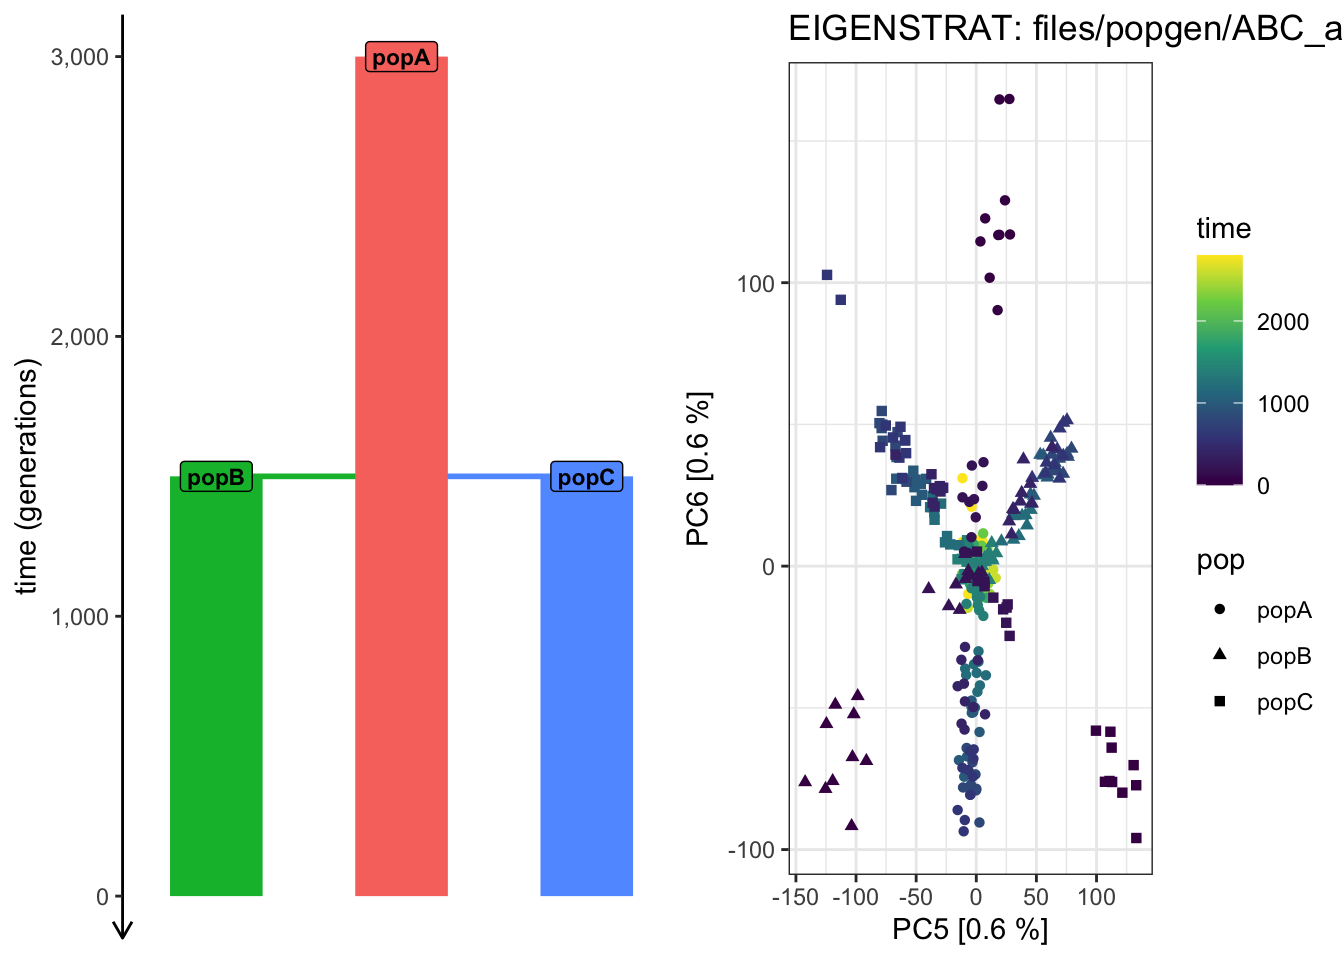 time (generations)
3,000
2,000
1,000
0
popA
popB
popC
EIGENSTRAT: files/popgen/ABC_a
PC6 [0.6 %]
100
0
-100
-150 -100 -50 0 50 100
PC5 [0.6 %]
time
2000
1000
0
pop
popA
popB
popC